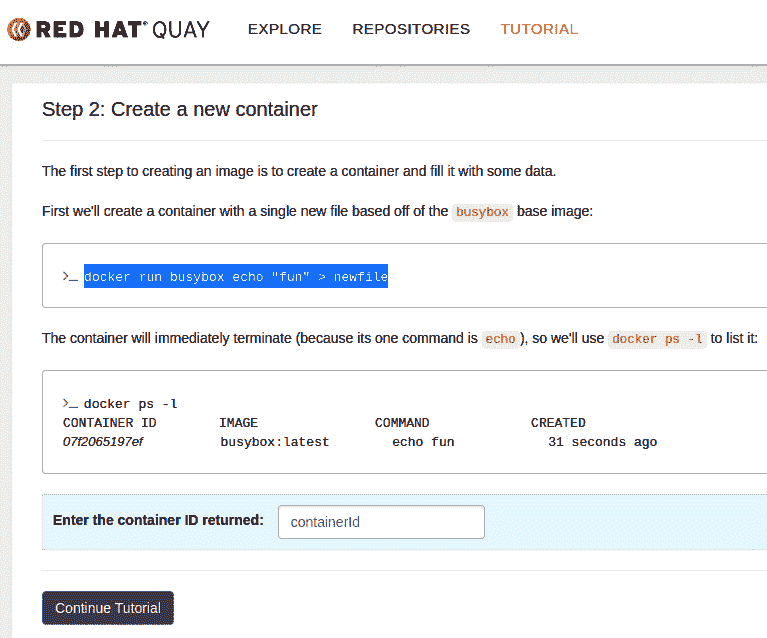 RED HAT® QUAY EXPLORE REPOSITORIES TUTORIAL
Step 2: Create a new container
The first step to creating an image is to create a container and fill it with some data.
First we'll create a container with a single new file based off of the busybox base image:
>_ docker run busybox echo "fun" > newfile
The container will immediately terminate (because its one command is echo ), so we'll use docker ps -l to list it:
>_ docker ps -l
CONTAINER ID IMAGE COMMAND CREATED
07f2065197ef busybox:latest echo fun 31 seconds ago
Enter the container ID returned: containerId
Continue Tutorial